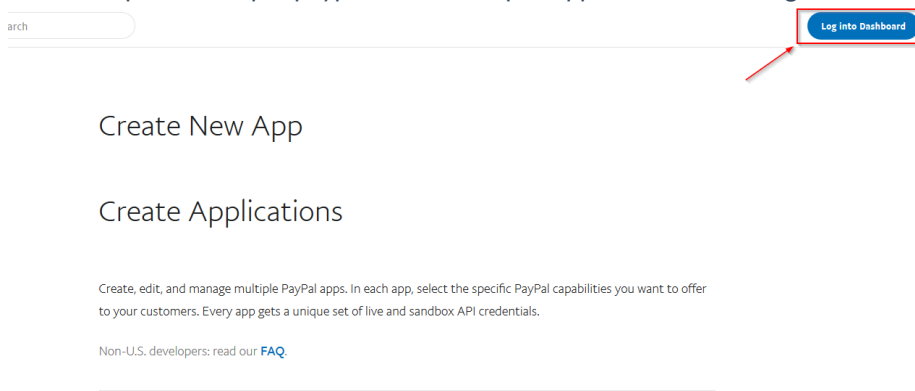 arch
Log into Dashboard
Create New App
Create Applications
Create, edit, and manage multiple PayPal apps. In each app, select the specific PayPal capabilities you want to offer
to your customers. Every app gets a unique set of live and sandbox API credentials.
Non-U.S. developers: read our FAQ.